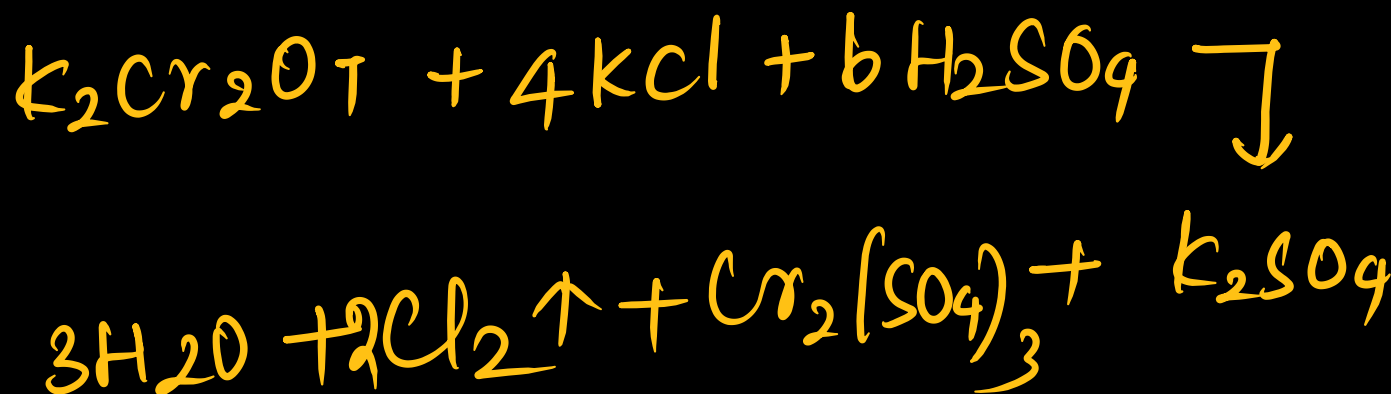 K₂Cr₂O₇ + 4KCl + 6H₂SO₄ ↴
3H₂O + 2Cl₂↑ + Cr₂(SO₄)₃ + K₂SO₄